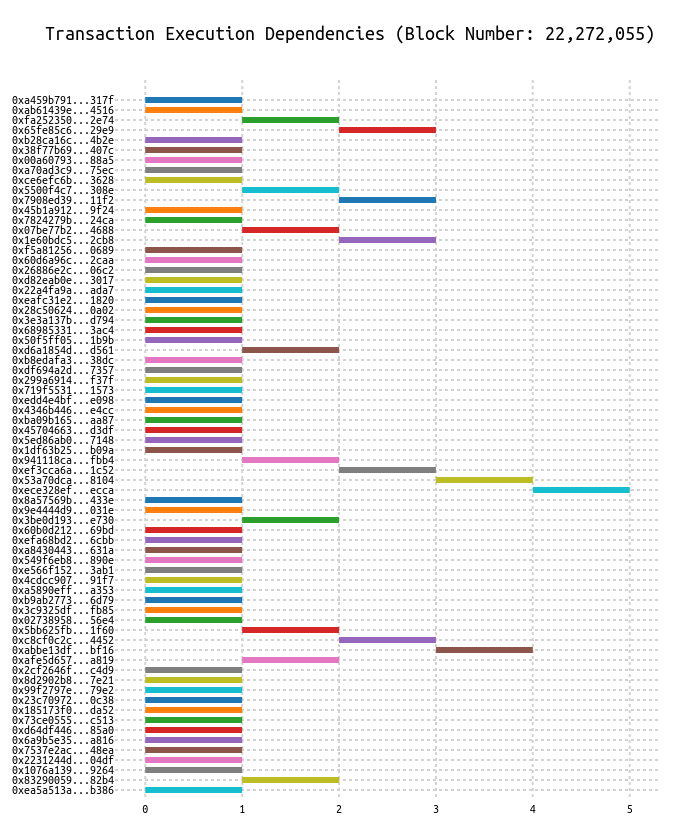 Transaction Execution Dependencies (Block Number: 22,272,055)
0xa459b791...317f
0xab61439e...4516
0xfa252350...2e74
0x65fe85c6...29e9
0xb28ca16c...4b2e
0x38f77b69...407c
0x00a60793...88a5
0xa70ad3c9...75ec
0xce6efc6b...3628
0x5500f4c7...308e
0x7908ed39...11f2
0x45b1a912...9f24
0x7824279b...24ca
0x07be77b2...4688
0x1e60bdc5...2cb8
0xf5a81256...0689
0x60d6a96c...2caa
0x26886e2c...06c2
0xd82eab0e...3017
0x22a4fa9a...ada7
0xeafc31e2...1820
0x28c50624...0a02
0x3e3a137b...d794
0x68985331...3ac4
0x50f5ff05...1b9b
0xd6a1854d...d561
0xb8edafa3...38dc
0xdf694a2d...7357
0x299a6914...f37f
0x719f5531...1573
0xedd4e4bf...e098
0x4346b446...e4cc
0xba09b165...aa87
0x45704663...d3df
0x5ed86ab0...7148
0x1df63b25...b09a
0x941118ca...fbb4
0xef3cca6a...1c52
0x53a70dca...8104
0xece328ef...ecca
0x8a57569b...433e
0x9e4444d9...031e
0x3be0d193...e730
0x60b0d212...69bd
0xefa68bd2...6cbb
0xa8430443...631a
0x549f6eb8...890e
0xe566f152...3ab1
0x4cdcc907...91f7
0xa5890eff...a353
0xb9ab2773...6d79
0x3c9325df...fb85
0x02738958...56e4
0x5bb625fb...1f60
0xc8cf0c2c...4452
0xabbe13df...bf16
0xafe5d657...a819
0x2cf2646f...c4d9
0x8d2902b8...7e21
0x99f2797e...79e2
0x23c70972...0c38
0x185173f0...da52
0x73ce0555...c513
0xd64df446...85a0
0x6a9b5e35...a816
0x7537e2ac...48ea
0x2231244d...04df
0x1076a139...9264
0x83290059...82b4
0xea5a513a...b386
0 1 2 3 4 5